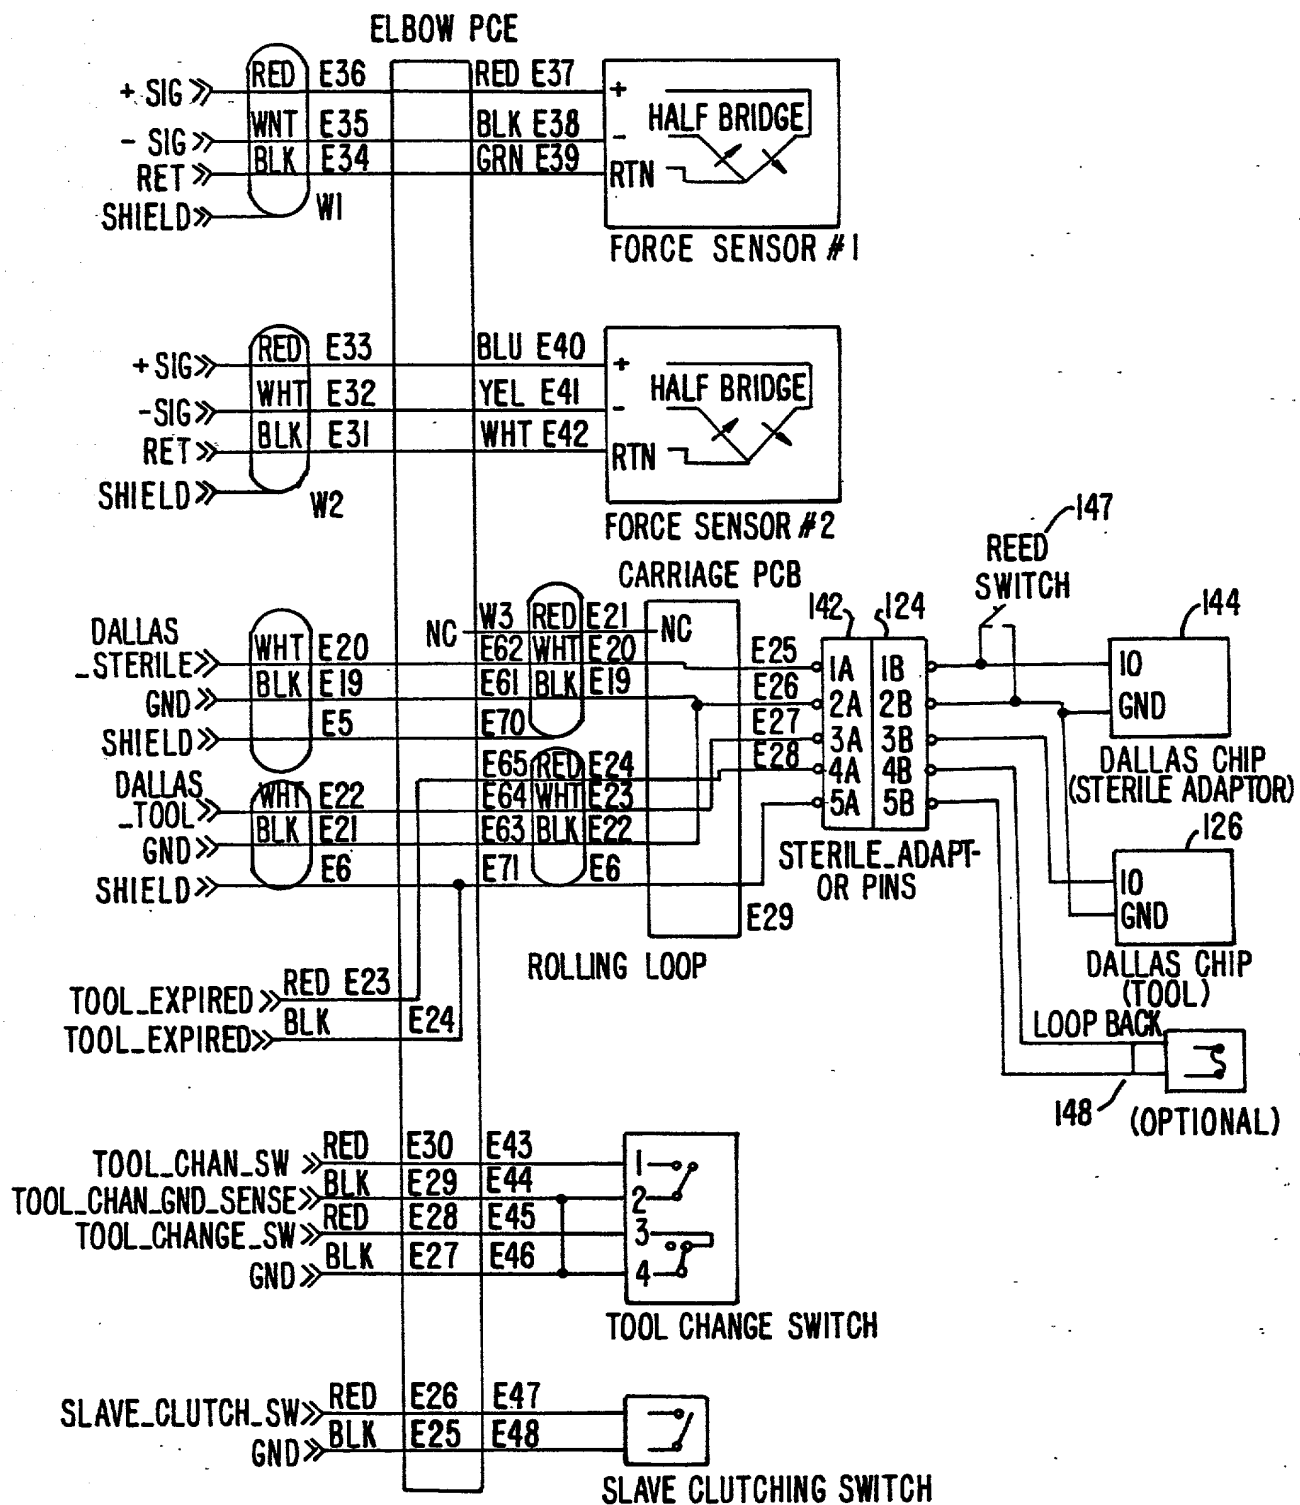 ELBOW PCE
+ SIG RED E36 RED E37 +
HALF BRIDGE
- SIG WNT E35 BLK E38 -
RET BLK E34 GRN E39 RTN
SHIELD W1
FORCE SENSOR #1
+ SIG RED E33 BLU E40 +
HALF BRIDGE
-SIG WHT E32 YEL E41 -
RET BLK E31 WHT E42 RTN
SHIELD W2
FORCE SENSOR #2
147
REED
SWITCH
CARRIAGE PCB
142 124 144
NC W3 RED E21 NC
DALLAS
_STERILE WHT E20 E62 WHT E20 E25 1A 1B IO
GND BLK E19 E61 BLK E19 E26 2A 2B GND
SHIELD E5 E70 E27 3A 3B
DALLAS CHIP
(STERILE ADAPTOR)
E65 RED E24 E28 4A 4B
DALLAS
_TOOL WHT E22 E64 WHT E23 5A 5B
GND BLK E21 E63 BLK E22
SHIELD E6 E71 E6
E29
STERILE_ADAPT-
OR PINS
126
IO
GND
DALLAS CHIP
(TOOL)
ROLLING LOOP
TOOL_EXPIRED RED E23
TOOL_EXPIRED BLK E24
LOOP BACK
148
(OPTIONAL)
TOOL_CHAN_SW RED E30 E43 1
TOOL_CHAN_GND_SENSE BLK E29 E44 2
TOOL_CHANGE_SW RED E28 E45 3
GND BLK E27 E46 4
TOOL CHANGE SWITCH
SLAVE_CLUTCH_SW RED E26 E47
GND BLK E25 E48
SLAVE CLUTCHING SWITCH